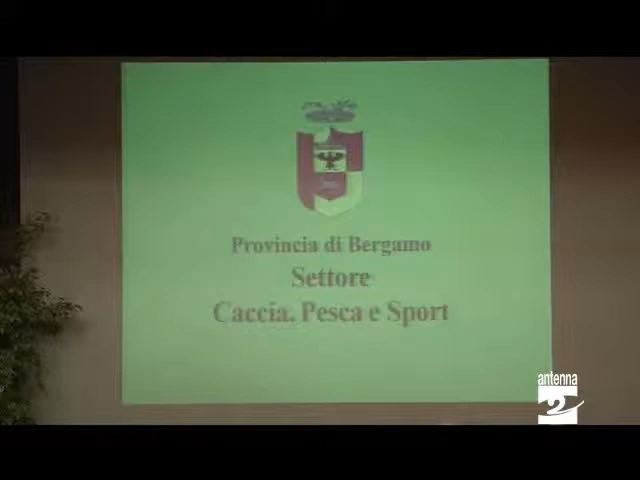 Provincia di Bergamo
Settore
Caccia, Pesca e Sport
antenna
2